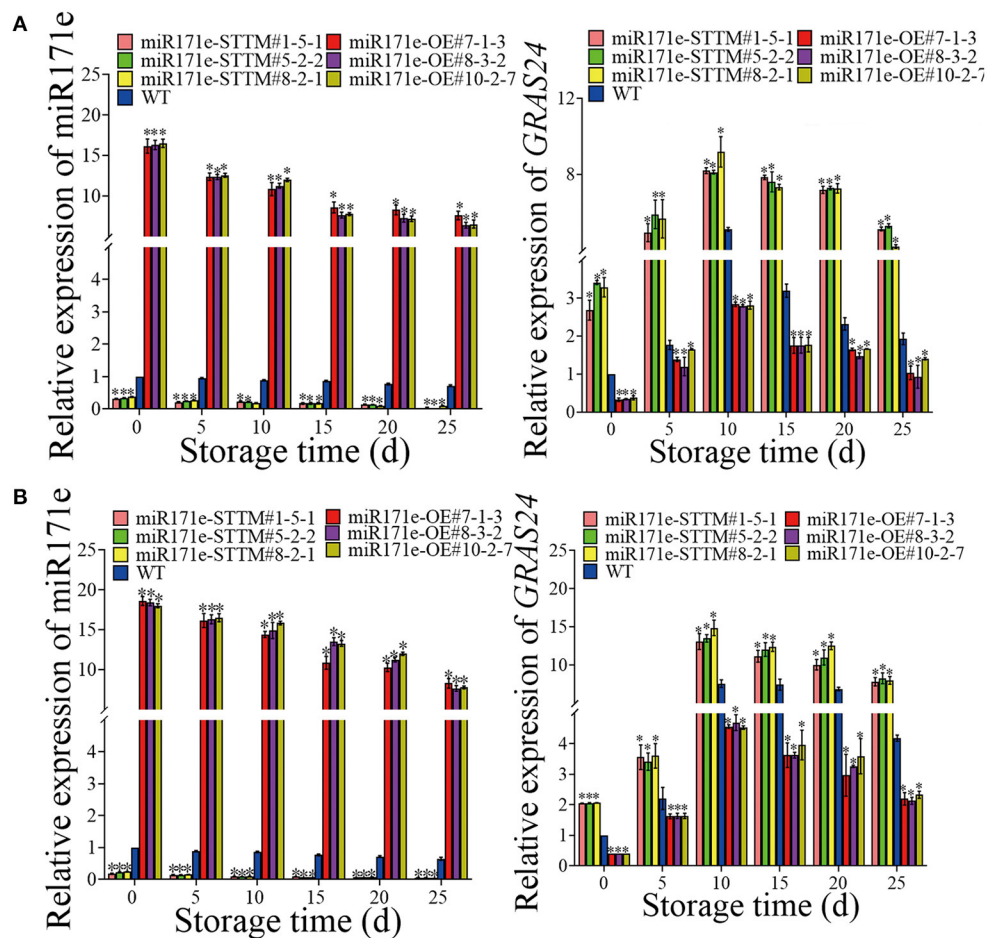 A
Relative expression of miR171e
miR171e-STTM#1-5-1
miR171e-STTM#5-2-2
miR171e-STTM#8-2-1
WT
miR171e-OE#7-1-3
miR171e-OE#8-3-2
miR171e-OE#10-2-7
25
20
15
10
4
3
2
1
0
*** *** *** *** *** ***
*** *** ** *** *** ***
0 5 10 15 20 25
Storage time (d)
Relative expression of GRAS24
miR171e-STTM#1-5-1
miR171e-STTM#5-2-2
miR171e-STTM#8-2-1
WT
miR171e-OE#7-1-3
miR171e-OE#8-3-2
miR171e-OE#10-2-7
12
8
3
2
1
0
*** *** *** *** *** ***
*** *** *** *** *** ***
0 5 10 15 20 25
Storage time (d)
B
Relative expression of miR171e
miR171e-STTM#1-5-1
miR171e-STTM#5-2-2
miR171e-STTM#8-2-1
WT
miR171e-OE#7-1-3
miR171e-OE#8-3-2
miR171e-OE#10-2-7
25
20
15
10
4
3
2
1
0
*** *** *** *** *** ***
*** *** *** *** *** ***
0 5 10 15 20 25
Storage time (d)
Relative expression of GRAS24
miR171e-STTM#1-5-1
miR171e-STTM#5-2-2
miR171e-STTM#8-2-1
WT
miR171e-OE#7-1-3
miR171e-OE#8-3-2
miR171e-OE#10-2-7
25
20
15
10
4
3
2
1
0
*** *** *** *** *** ***
*** *** *** *** *** ***
0 5 10 15 20 25
Storage time (d)